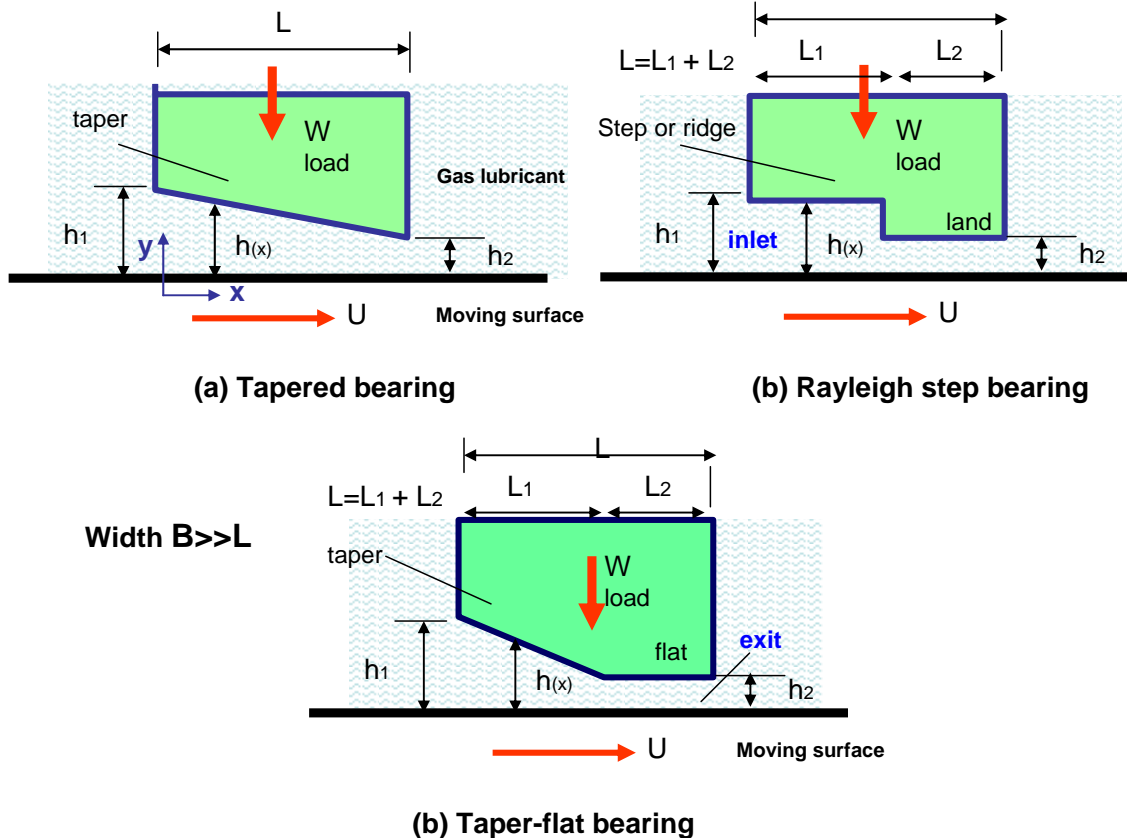 L
W
load
taper
Gas lubricant
h1
y
h(x)
h2
x
U
Moving surface
(a) Tapered bearing
L=L1 + L2
L1
L2
Step or ridge
W
load
land
h1
inlet
h(x)
h2
U
(b) Rayleigh step bearing
L
L=L1 + L2
L1
L2
Width B>>L
taper
W
load
flat
exit
h1
h(x)
h2
U
Moving surface
(b) Taper-flat bearing